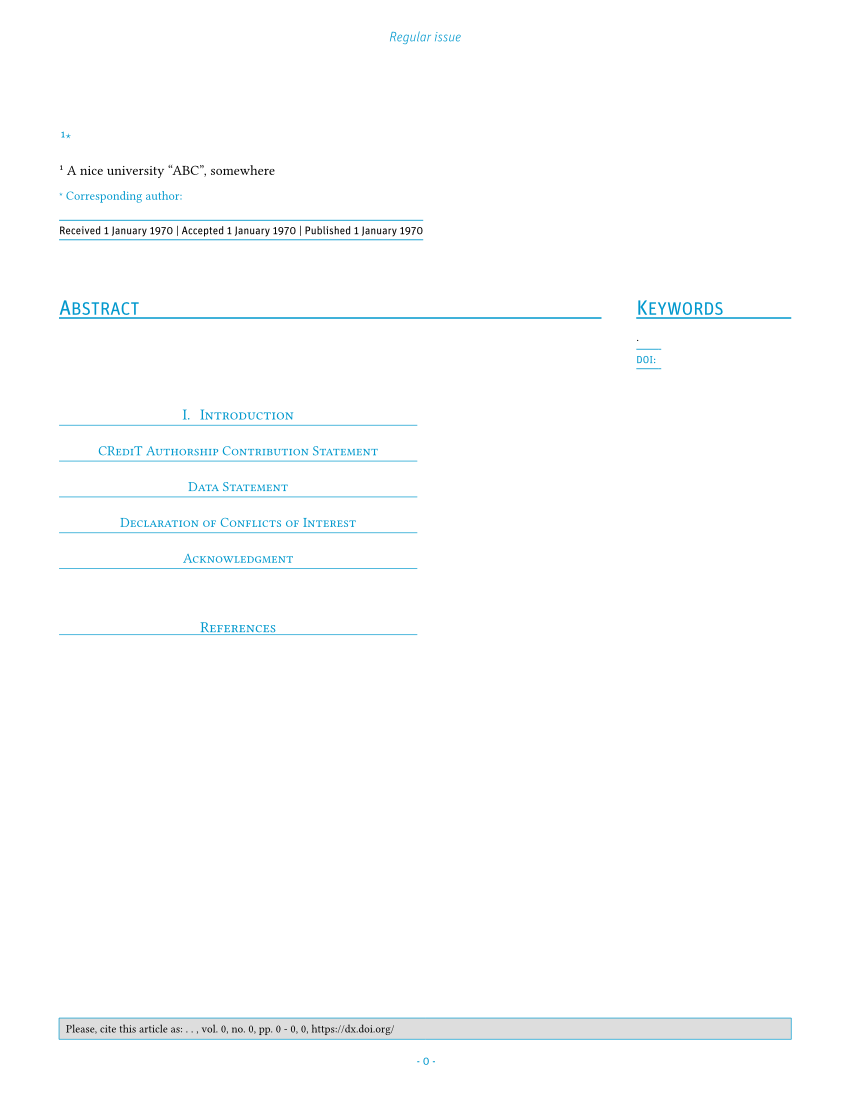 Regular issue
1*
¹ A nice university “ABC”, somewhere
* Corresponding author:
Received 1 January 1970 | Accepted 1 January 1970 | Published 1 January 1970
Abstract
Keywords
.
DOI:
I. Introduction
CRediT Authorship Contribution Statement
Data Statement
Declaration of Conflicts of Interest
Acknowledgment
References
Please, cite this article as: . . , vol. 0, no. 0, pp. 0 - 0, 0, https://dx.doi.org/
- 0 -